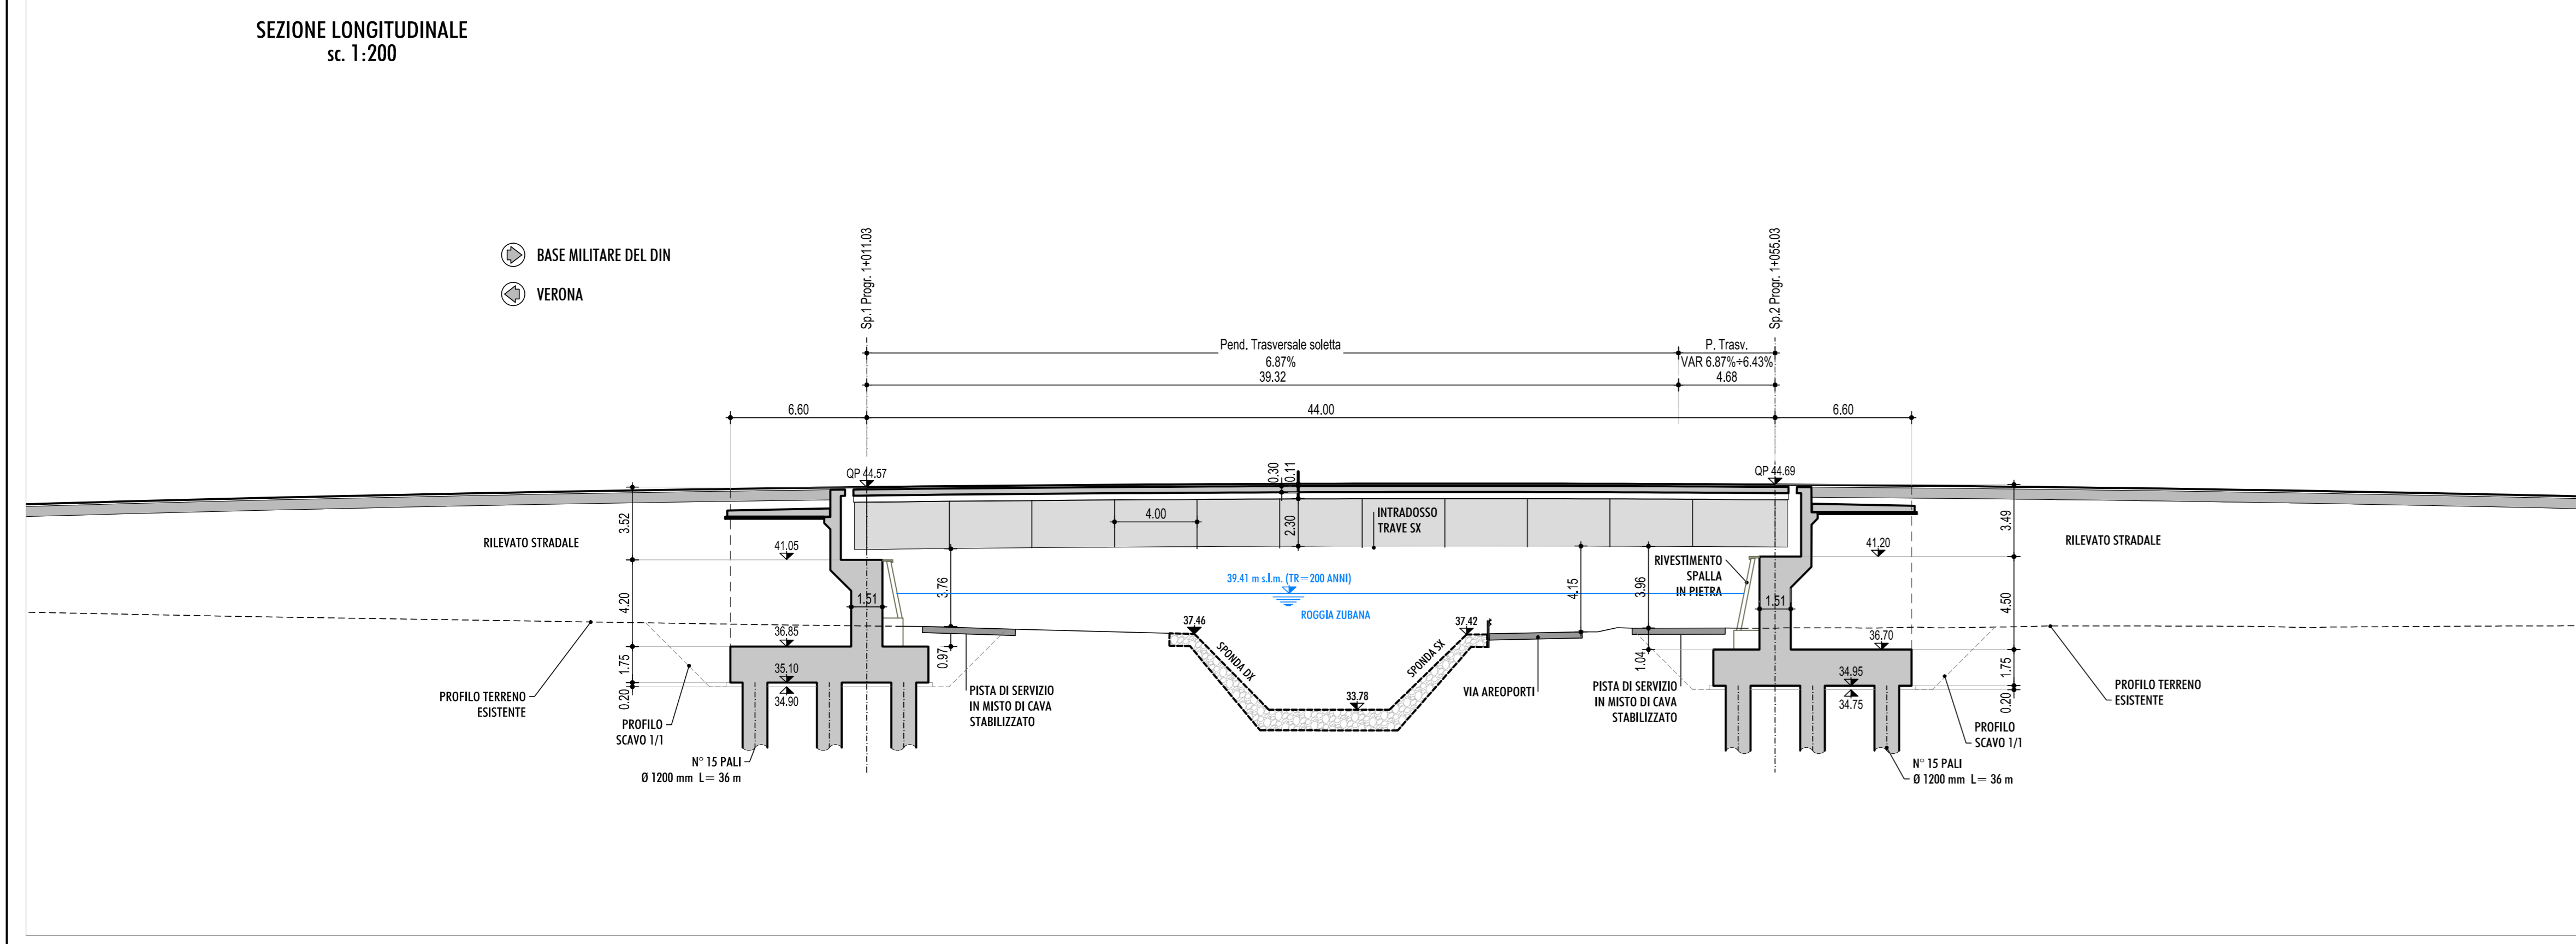 SEZIONE LONGITUDINALE
sc. 1:200
BASE MILITARE DEL DIN
VERONA
Sp.1 Progr. 1+011.03
Sp.2 Progr. 1+055.03
Pend. Trasversale soletta
6.87%
39.32
P. Trasv.
VAR 6.87%÷6.43%
4.68
6.60
44.00
6.60
QP 44.57
0.30
0.11
QP 44.69
3.52
4.00
2.30
INTRADOSSO
TRAVE SX
3.49
RILEVATO STRADALE
41.05
41.20
RILEVATO STRADALE
4.20
1.51
3.76
39.41 m s.l.m. (TR=200 ANNI)
ROGGIA ZUBANA
4.15
3.96
RIVESTIMENTO
SPALLA
IN PIETRA
1.51
4.50
36.85
37.46
37.42
36.70
0.97
1.04
SPONDA DX
SPONDA SX
1.75
35.10
34.95
1.75
0.20
34.90
33.78
34.75
0.20
PROFILO TERRENO
ESISTENTE
PROFILO
SCAVO 1/1
PISTA DI SERVIZIO
IN MISTO DI CAVA
STABILIZZATO
VIA AREOPORTI
PISTA DI SERVIZIO
IN MISTO DI CAVA
STABILIZZATO
PROFILO TERRENO
ESISTENTE
PROFILO
SCAVO 1/1
N° 15 PALI
Ø 1200 mm L= 36 m
N° 15 PALI
Ø 1200 mm L= 36 m